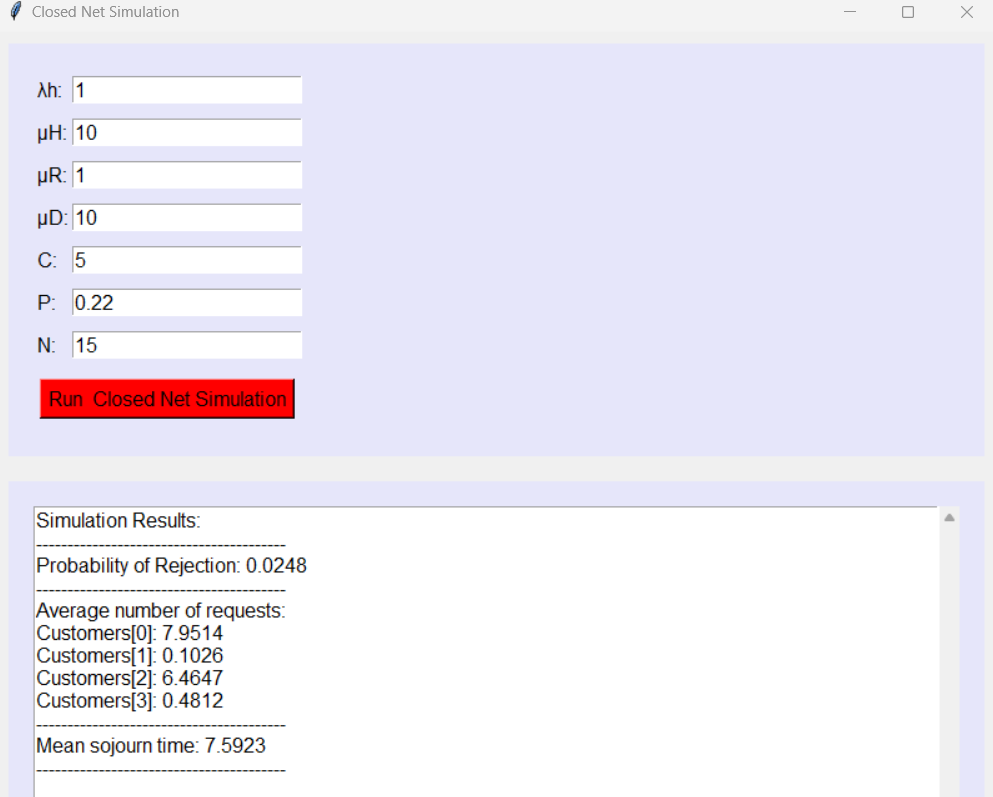 Closed Net Simulation
λh: 1
μH: 10
μR: 1
μD: 10
C: 5
P: 0.22
N: 15
Run  Closed Net Simulation
Simulation Results:
----------------------------------------
Probability of Rejection: 0.0248
----------------------------------------
Average number of requests:
Customers[0]: 7.9514
Customers[1]: 0.1026
Customers[2]: 6.4647
Customers[3]: 0.4812
----------------------------------------
Mean sojourn time: 7.5923
----------------------------------------